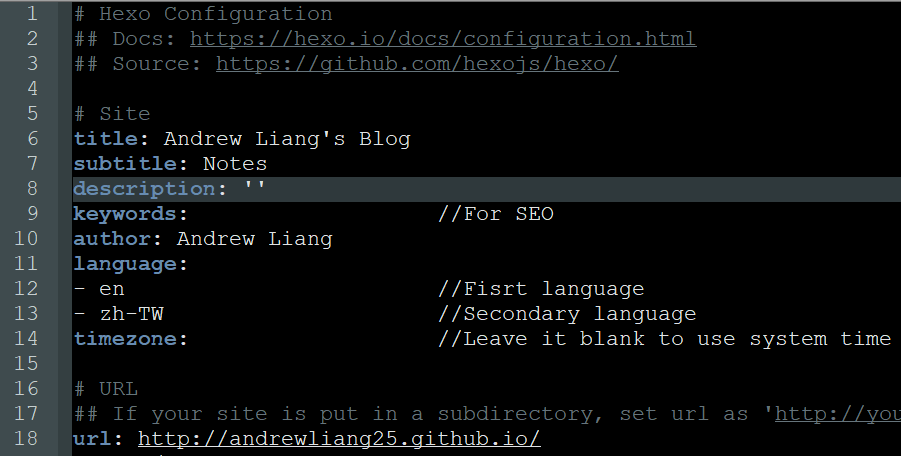 1 # Hexo Configuration
2 ## Docs: https://hexo.io/docs/configuration.html
3 ## Source: https://github.com/hexojs/hexo/
4
5 # Site
6 title: Andrew Liang's Blog
7 subtitle: Notes
8 description: ''
9 keywords: //For SEO
10 author: Andrew Liang
11 language:
12 - en //Fisrt language
13 - zh-TW //Secondary language
14 timezone: //Leave it blank to use system time
15
16 # URL
17 ## If your site is put in a subdirectory, set url as 'http://you
18 url: http://andrewliang25.github.io/